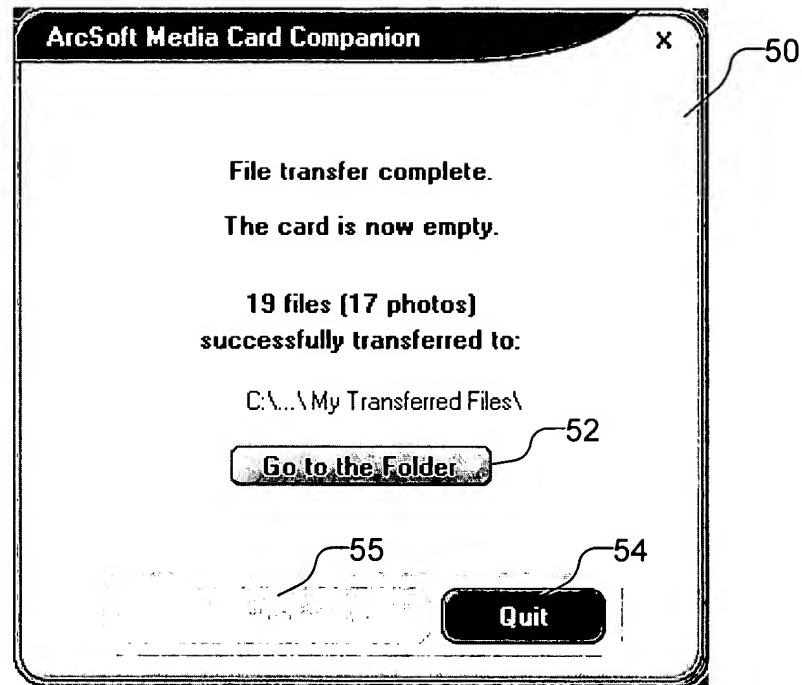 ArcSoft Media Card Companion
x
50
File transfer complete.
The card is now empty.
19 files (17 photos)
successfully transferred to:
C:\...\My Transferred Files\
52
Go to the Folder
55
54
Quit